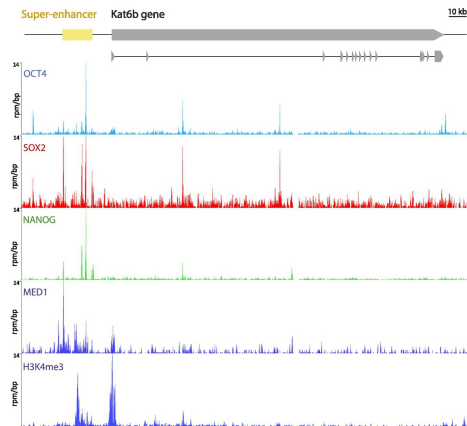 Super-enhancer Kat6b gene 10 kb
14
OCT4
rpm/bp
14
SOX2
rpm/bp
14
NANOG
rpm/bp
14
MED1
rpm/bp
14
H3K4me3
rpm/bp